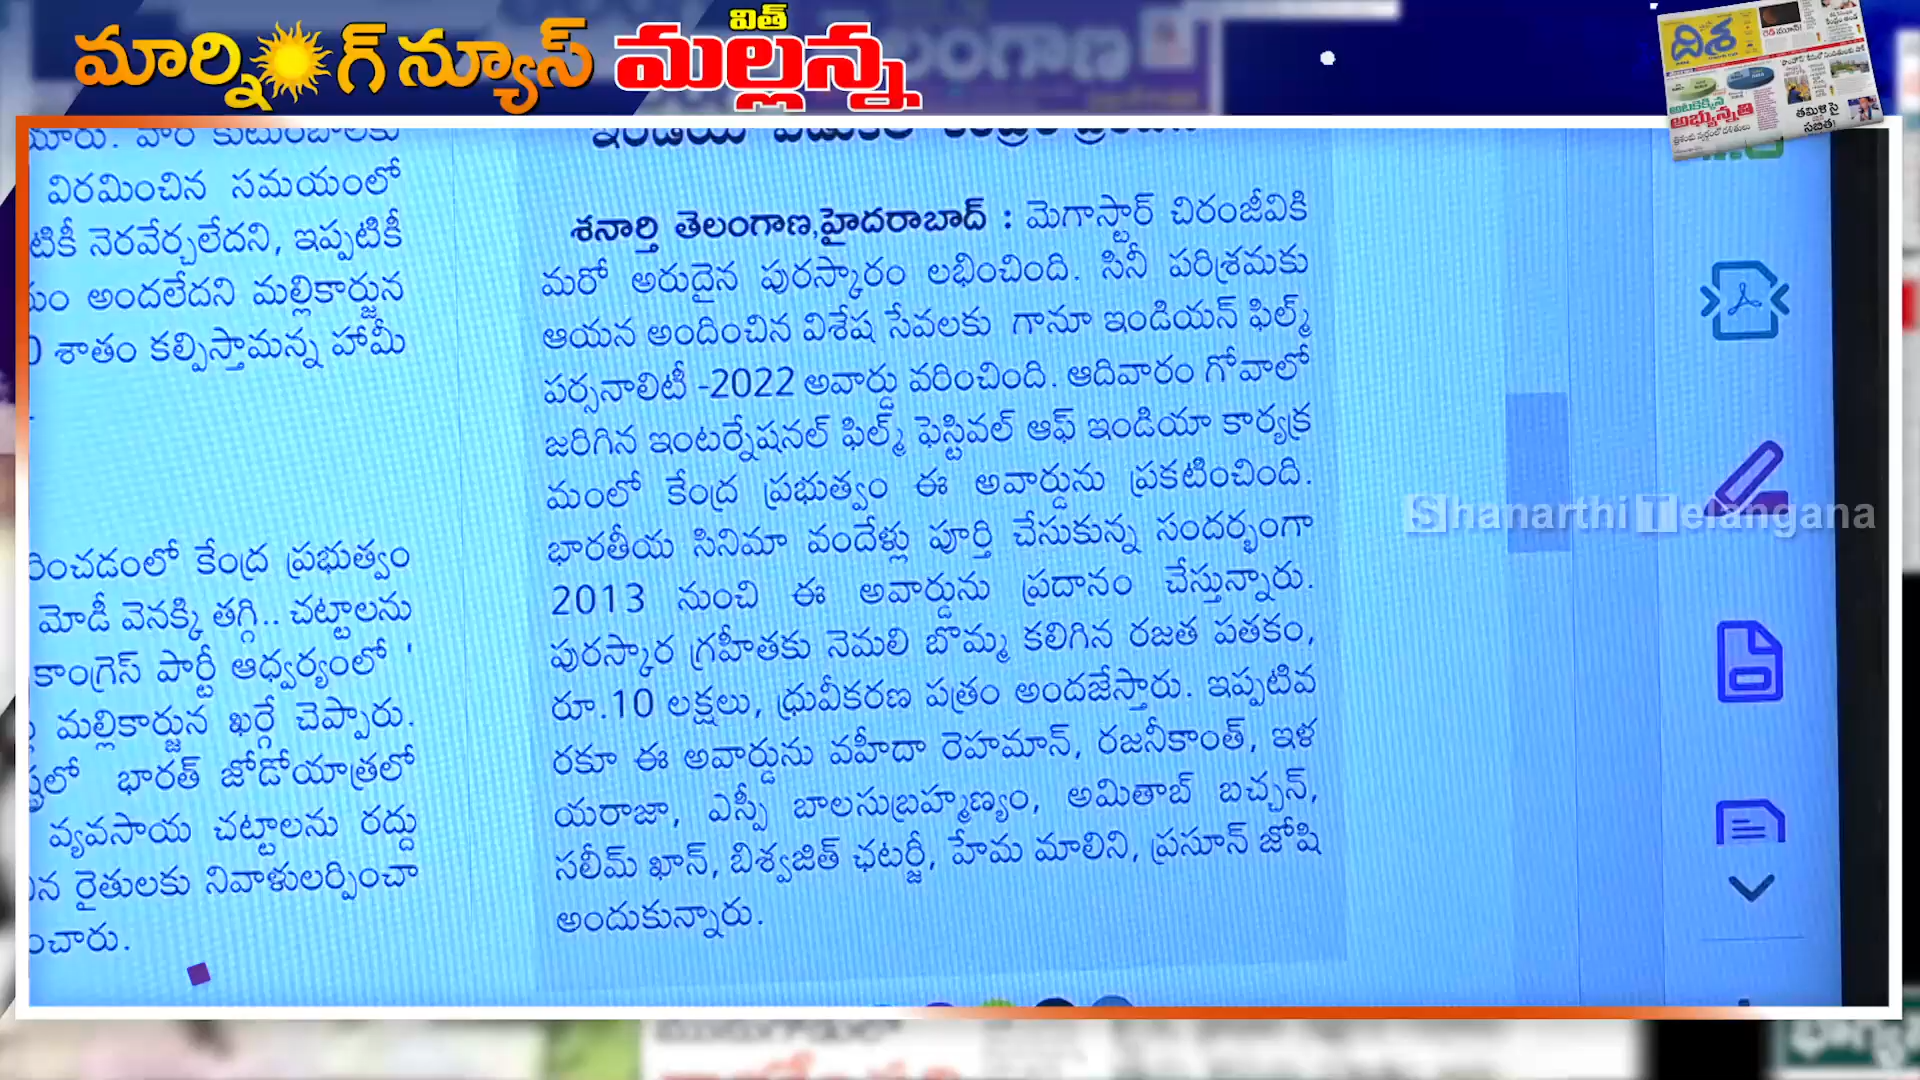 మార్నింగ్ న్యూస్ విత్ మల్లన్న
దిశ
అభ్యున్నతి
తమిళిసై
సబిత!
కుటుంబాలకు
విరమించిన సమయంలో
నెరవేర్చలేదని, ఇప్పటికీ
అందలేదని మల్లికార్జున
శాతం కల్పిస్తామన్న హామీ
కేంద్ర ప్రభుత్వం
మోడీ వెనక్కి తగ్గి.. చట్టాలను
కాంగ్రెస్ పార్టీ ఆధ్వర్యంలో '
మల్లికార్జున ఖర్గే చెప్పారు.
భారత్ జోడోయాత్రలో
వ్యవసాయ చట్టాలను రద్దు
రైతులకు నివాళులర్పించా
శనార్తి తెలంగాణ,హైదరాబాద్ : మెగాస్టార్ చిరంజీవికి
మరో అరుదైన పురస్కారం లభించింది. సినీ పరిశ్రమకు
ఆయన అందించిన విశేష సేవలకు గానూ ఇండియన్ ఫిల్మ్
పర్సనాలిటీ -2022 అవార్డు వరించింది. ఆదివారం గోవాలో
జరిగిన ఇంటర్నేషనల్ ఫిల్మ్ ఫెస్టివల్ ఆఫ్ ఇండియా కార్యక్ర
మంలో కేంద్ర ప్రభుత్వం ఈ అవార్డును ప్రకటించింది.
భారతీయ సినిమా వందేళ్లు పూర్తి చేసుకున్న సందర్భంగా
2013 నుంచి ఈ అవార్డును ప్రదానం చేస్తున్నారు.
పురస్కార గ్రహీతకు నెమలి బొమ్మ కలిగిన రజత పతకం,
రూ.10 లక్షలు, ధ్రువీకరణ పత్రం అందజేస్తారు. ఇప్పటివ
రకూ ఈ అవార్డును వహీదా రెహమాన్, రజనీకాంత్, ఇళ
యరాజా, ఎస్పీ బాలసుబ్రహ్మణ్యం, అమితాబ్ బచ్చన్,
సలీమ్ ఖాన్, బిశ్వజిత్ ఛటర్జీ, హేమ మాలిని, ప్రసూన్ జోషి
అందుకున్నారు.
Shanarthi Telangana